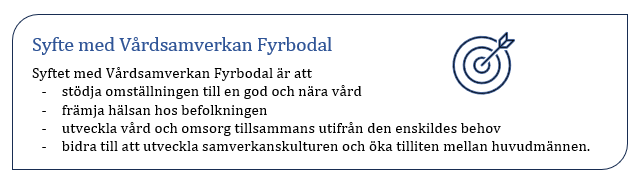 Syfte med Vårdsamverkan Fyrbodal
Syftet med Vårdsamverkan Fyrbodal är att
- stödja omställningen till en god och nära vård
- främja hälsan hos befolkningen
- utveckla vård och omsorg tillsammans utifrån den enskildes behov
- bidra till att utveckla samverkanskulturen och öka tilliten mellan huvudmännen.